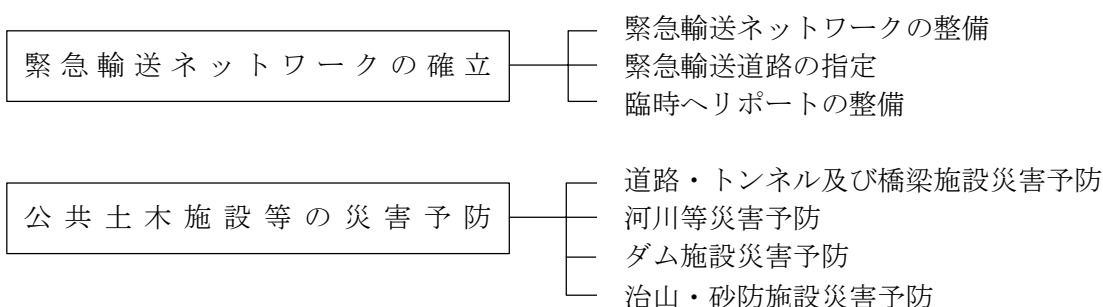 緊急輸送ネットワークの確立
緊急輸送ネットワークの整備
緊急輸送道路の指定
臨時ヘリポートの整備
公共土木施設等の災害予防
道路・トンネル及び橋梁施設災害予防
河川等災害予防
ダム施設災害予防
治山・砂防施設災害予防